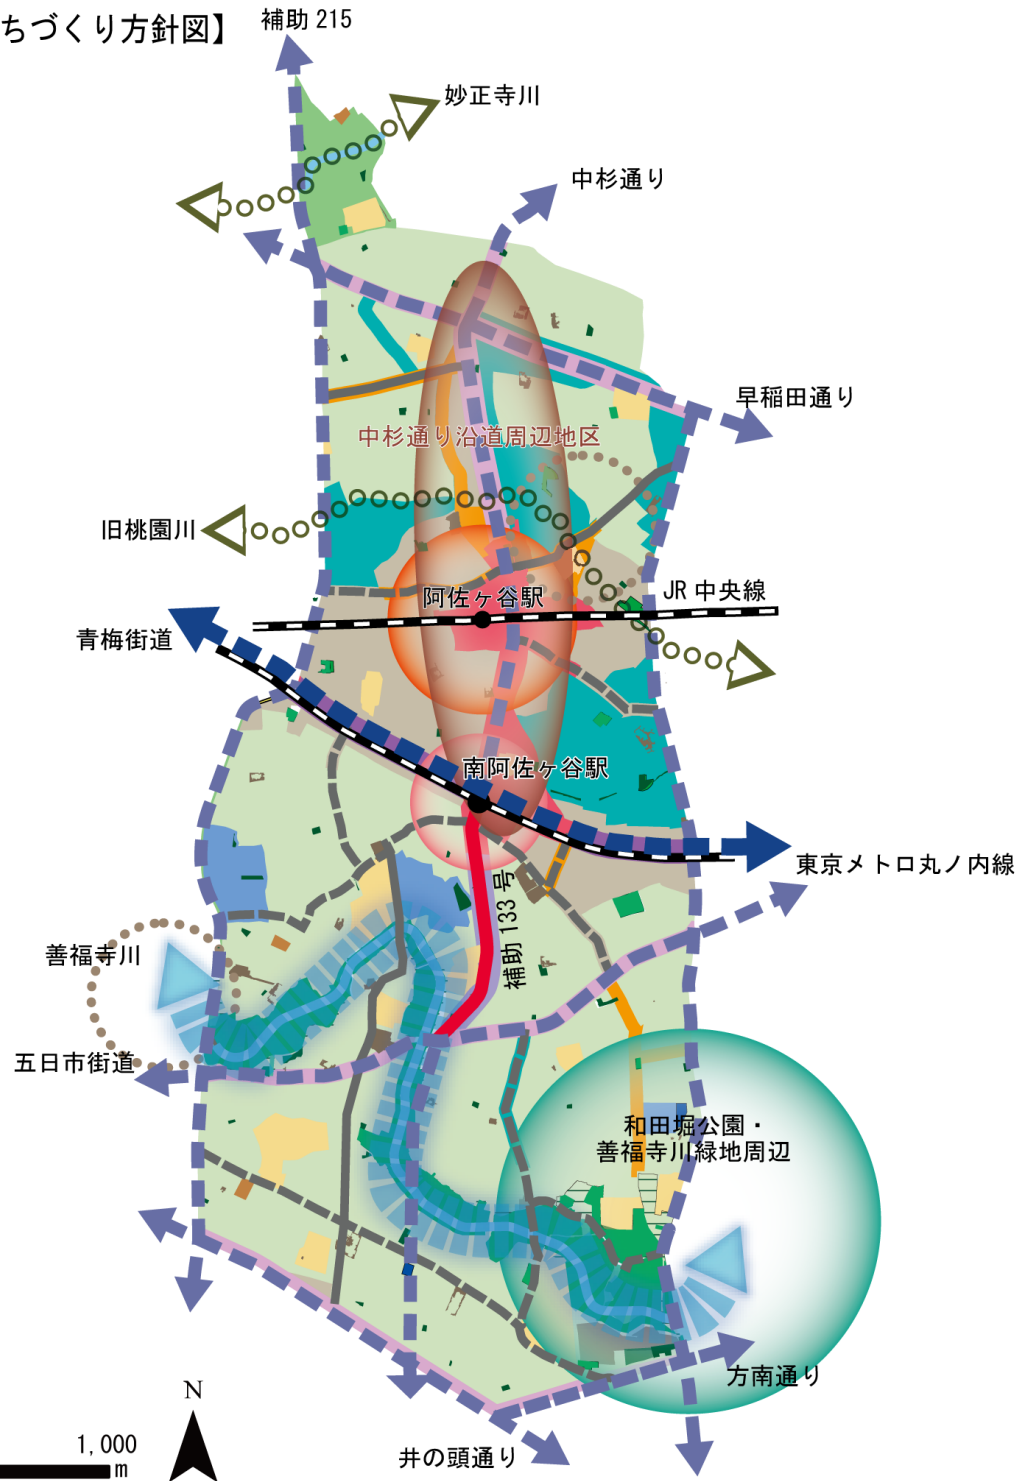 ちづくり方針図】
補助 215
妙正寺川
中杉通り
早稲田通り
中杉通り沿道周辺地区
旧桃園川
阿佐ヶ谷駅
JR 中央線
青梅街道
南阿佐ヶ谷駅
東京メトロ丸ノ内線
補助 133 号
善福寺川
五日市街道
和田堀公園・
善福寺川緑地周辺
方南通り
N
1,000
m
井の頭通り